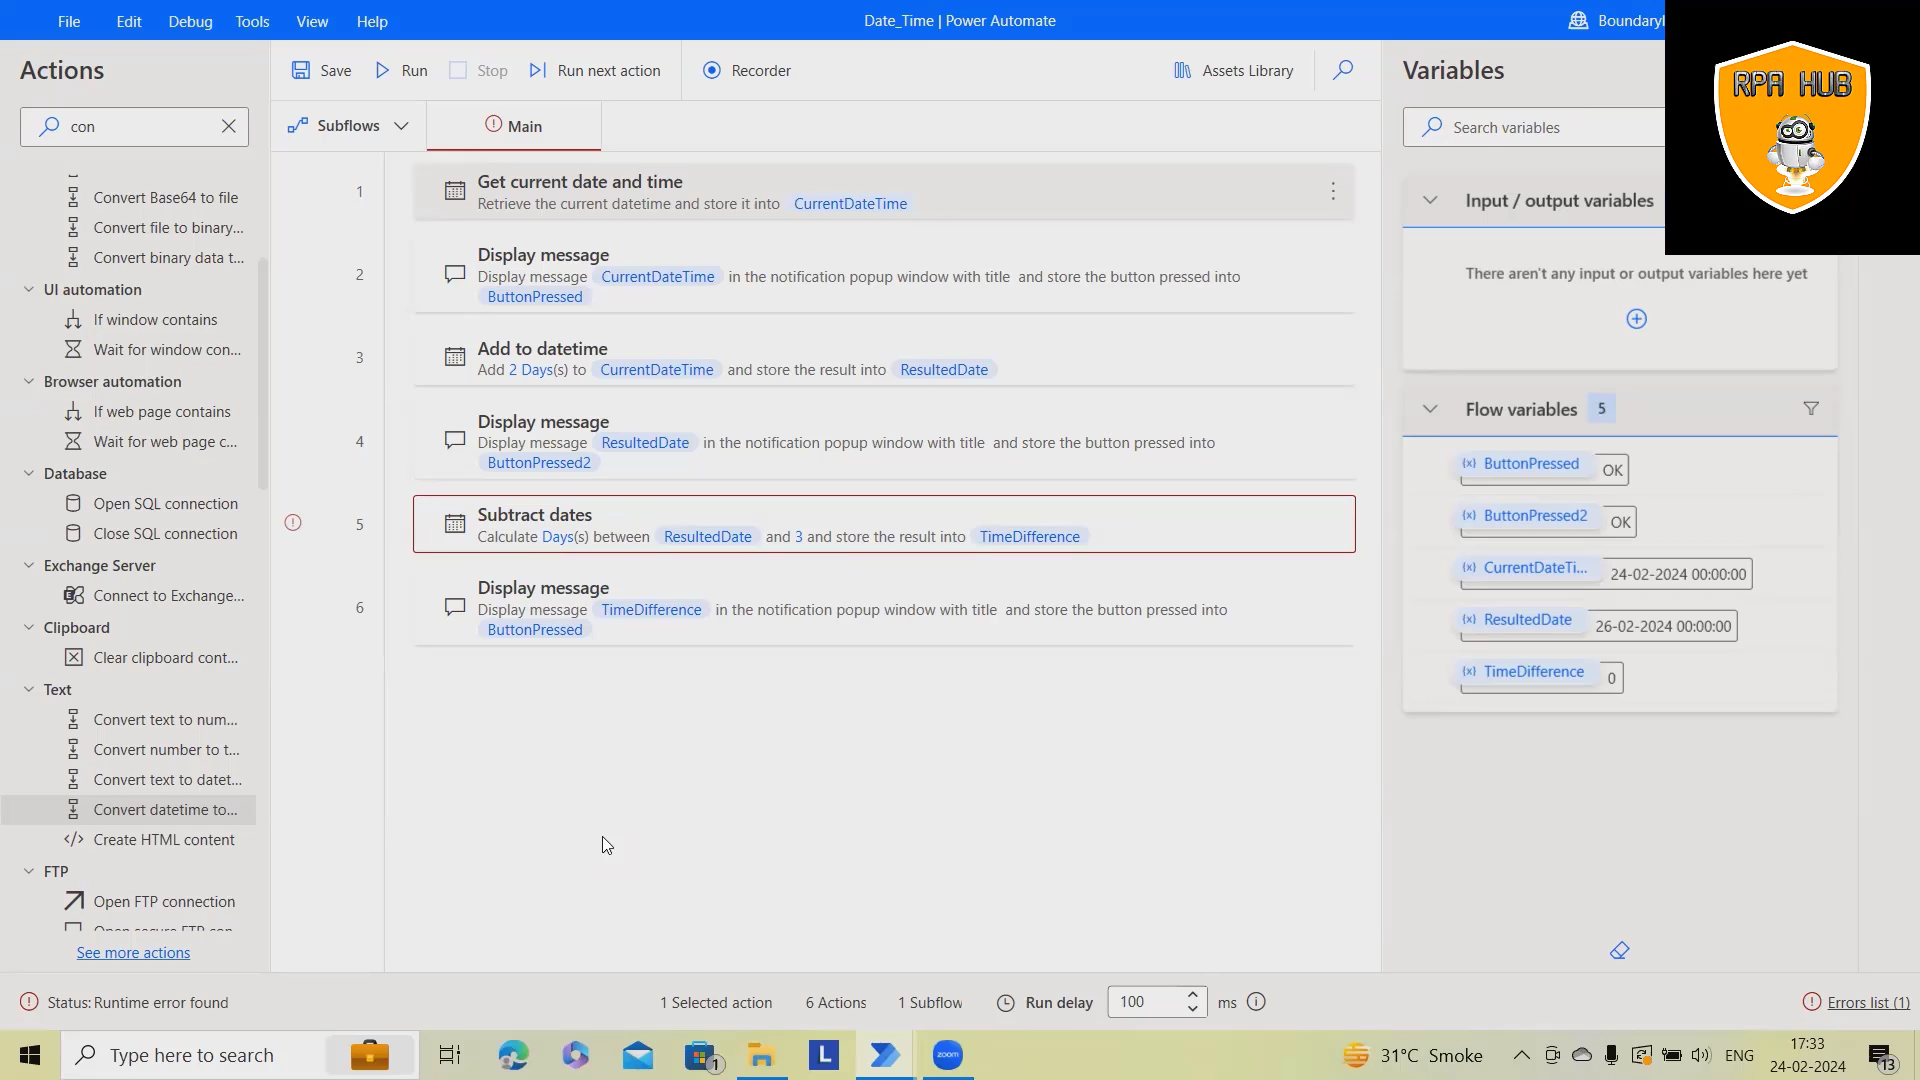 File Edit Debug Tools View Help
Date_Time | Power Automate
Actions
con
Convert Base64 to file
Convert file to binary...
Convert binary data t...
UI automation
If window contains
Wait for window con...
Browser automation
If web page contains
Wait for web page c...
Database
Open SQL connection
Close SQL connection
Exchange Server
Connect to Exchange...
Clipboard
Clear clipboard cont...
Text
Convert text to num...
Convert number to t...
Convert text to datet...
Convert datetime to...
Create HTML content
FTP
Open FTP connection
See more actions
Save Run Stop Run next action Recorder Assets Library
Subflows Main
1 Get current date and time
Retrieve the current datetime and store it into CurrentDateTime
2 Display message
Display message CurrentDateTime in the notification popup window with title and store the button pressed into
ButtonPressed
3 Add to datetime
Add 2 Days(s) to CurrentDateTime and store the result into ResultedDate
4 Display message
Display message ResultedDate in the notification popup window with title and store the button pressed into
ButtonPressed2
5 Subtract dates
Calculate Days(s) between ResultedDate and 3 and store the result into TimeDifference
6 Display message
Display message TimeDifference in the notification popup window with title and store the button pressed into
ButtonPressed
Variables
Search variables
RPA HUB
Input / output variables
There aren't any input or output variables here yet
Flow variables 5
(x) ButtonPressed OK
(x) ButtonPressed2 OK
(x) CurrentDateTi... 24-02-2024 00:00:00
(x) ResultedDate 26-02-2024 00:00:00
(x) TimeDifference 0
Status: Runtime error found
1 Selected action 6 Actions 1 Subflow Run delay 100 ms
Errors list (1)
Type here to search
1
L
zoom
31°C Smoke
ENG
17:33
24-02-2024
13